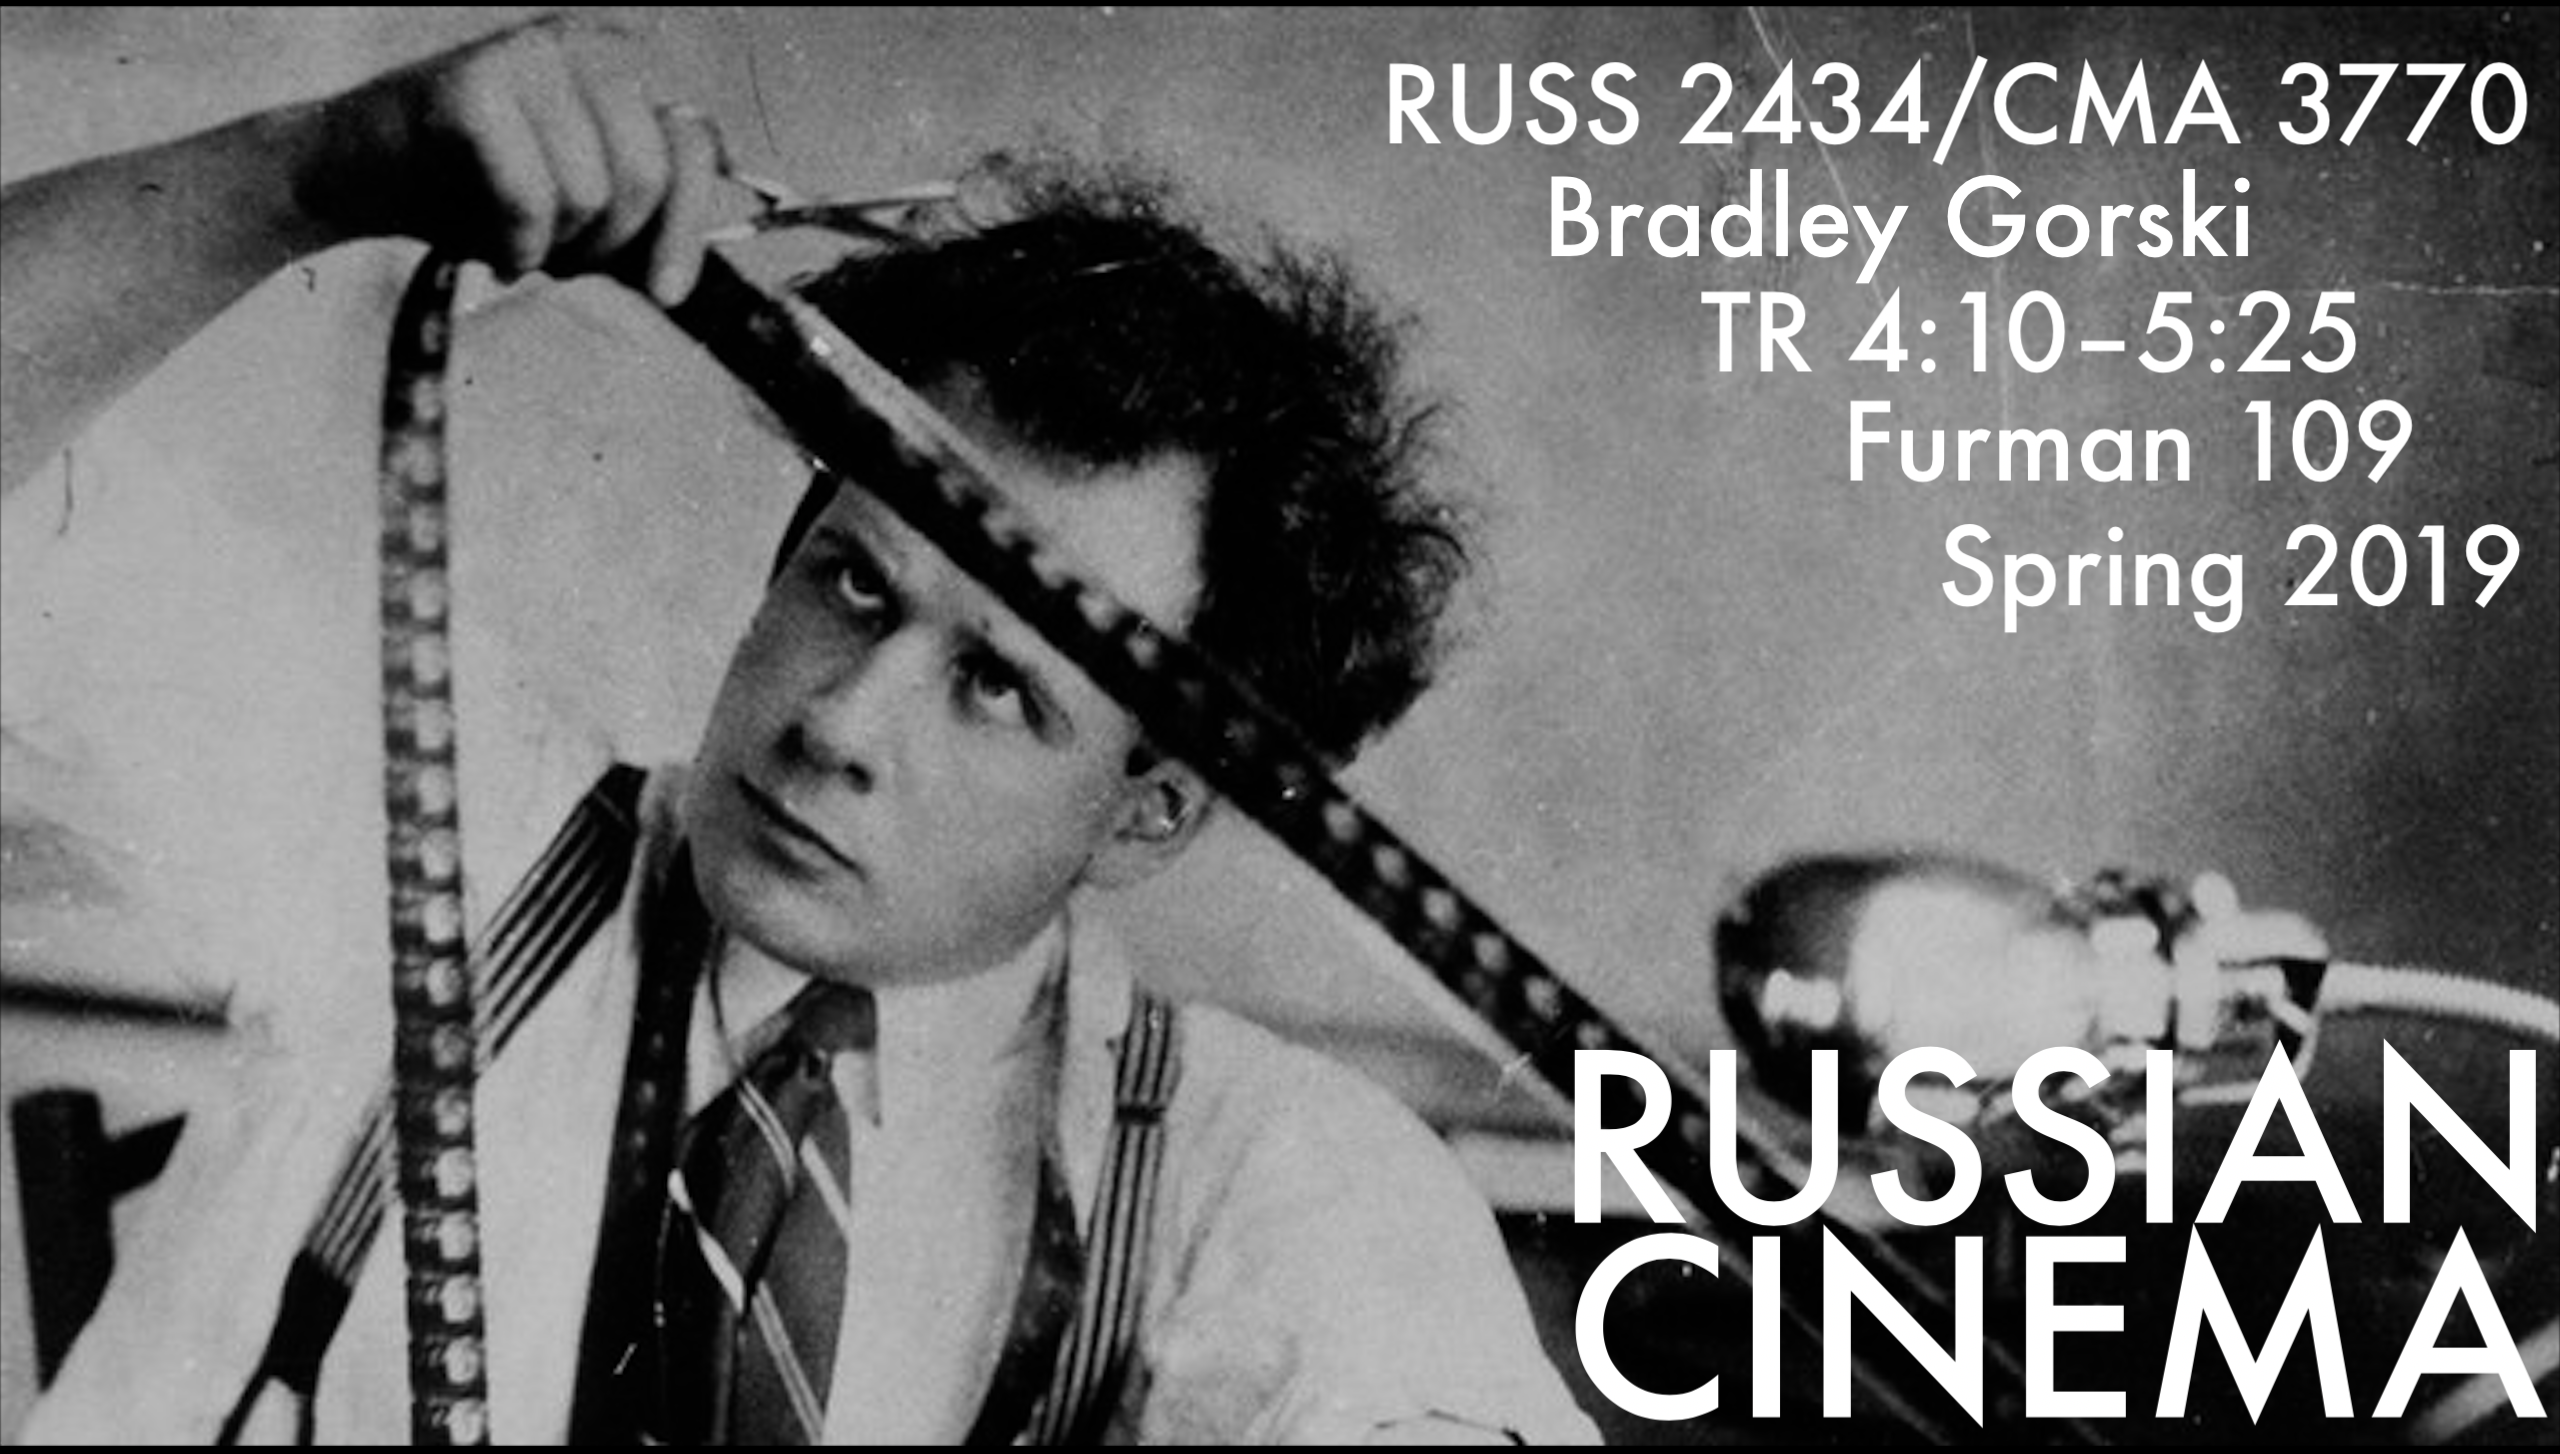 RUSS 2434/CMA 3770
Bradley Gorski
TR 4:10–5:25
Furman 109
Spring 2019
RUSSIAN
CINEMA